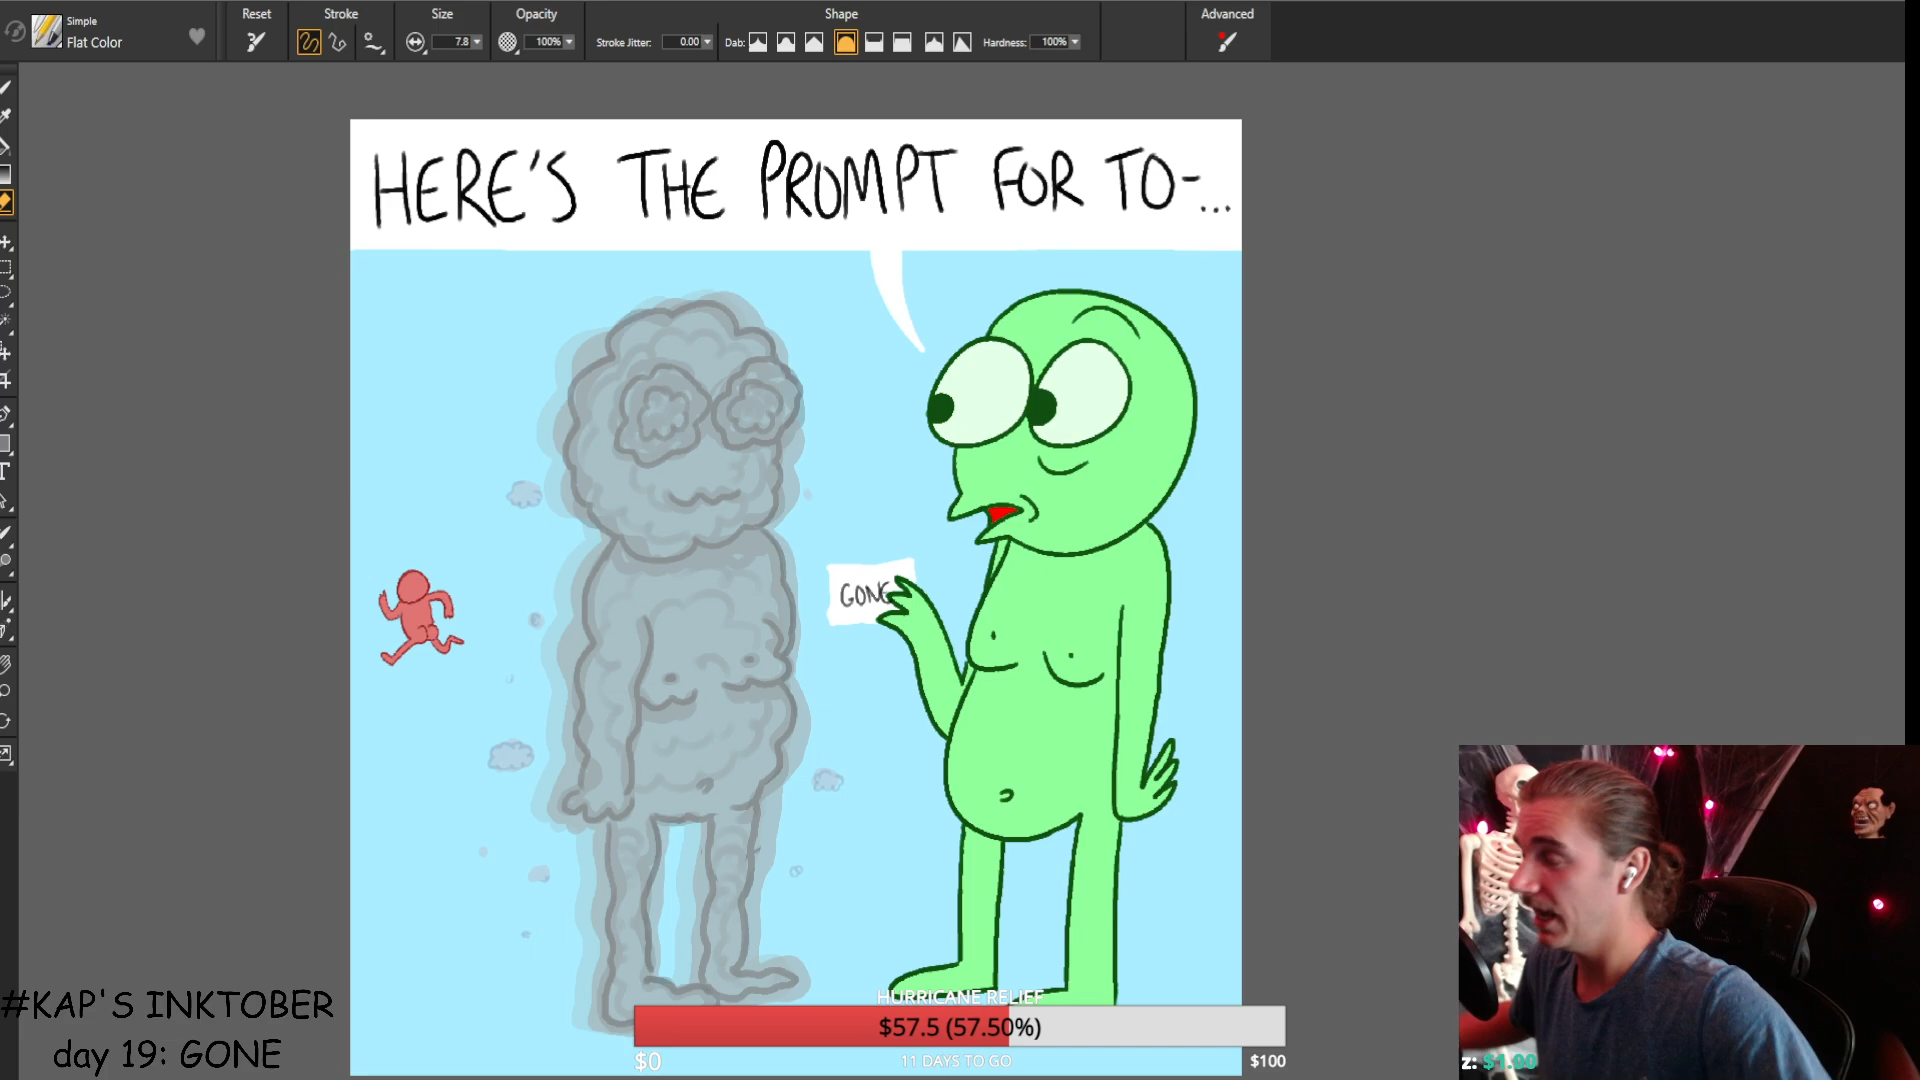 Simple
Flat Color
Reset
Stroke
Size
7.8
Opacity
100%
Shape
Stroke Jitter: 0.00
Dab:
Hardness: 100%
Advanced
HERE'S THE PROMPT FOR TO-...
GONE
#KAP'S INKTOBER
day 19: GONE
HURRICANE RELIEF
$57.5 (57.50%)
$0
11 DAYS TO GO
$100
z: $1.00